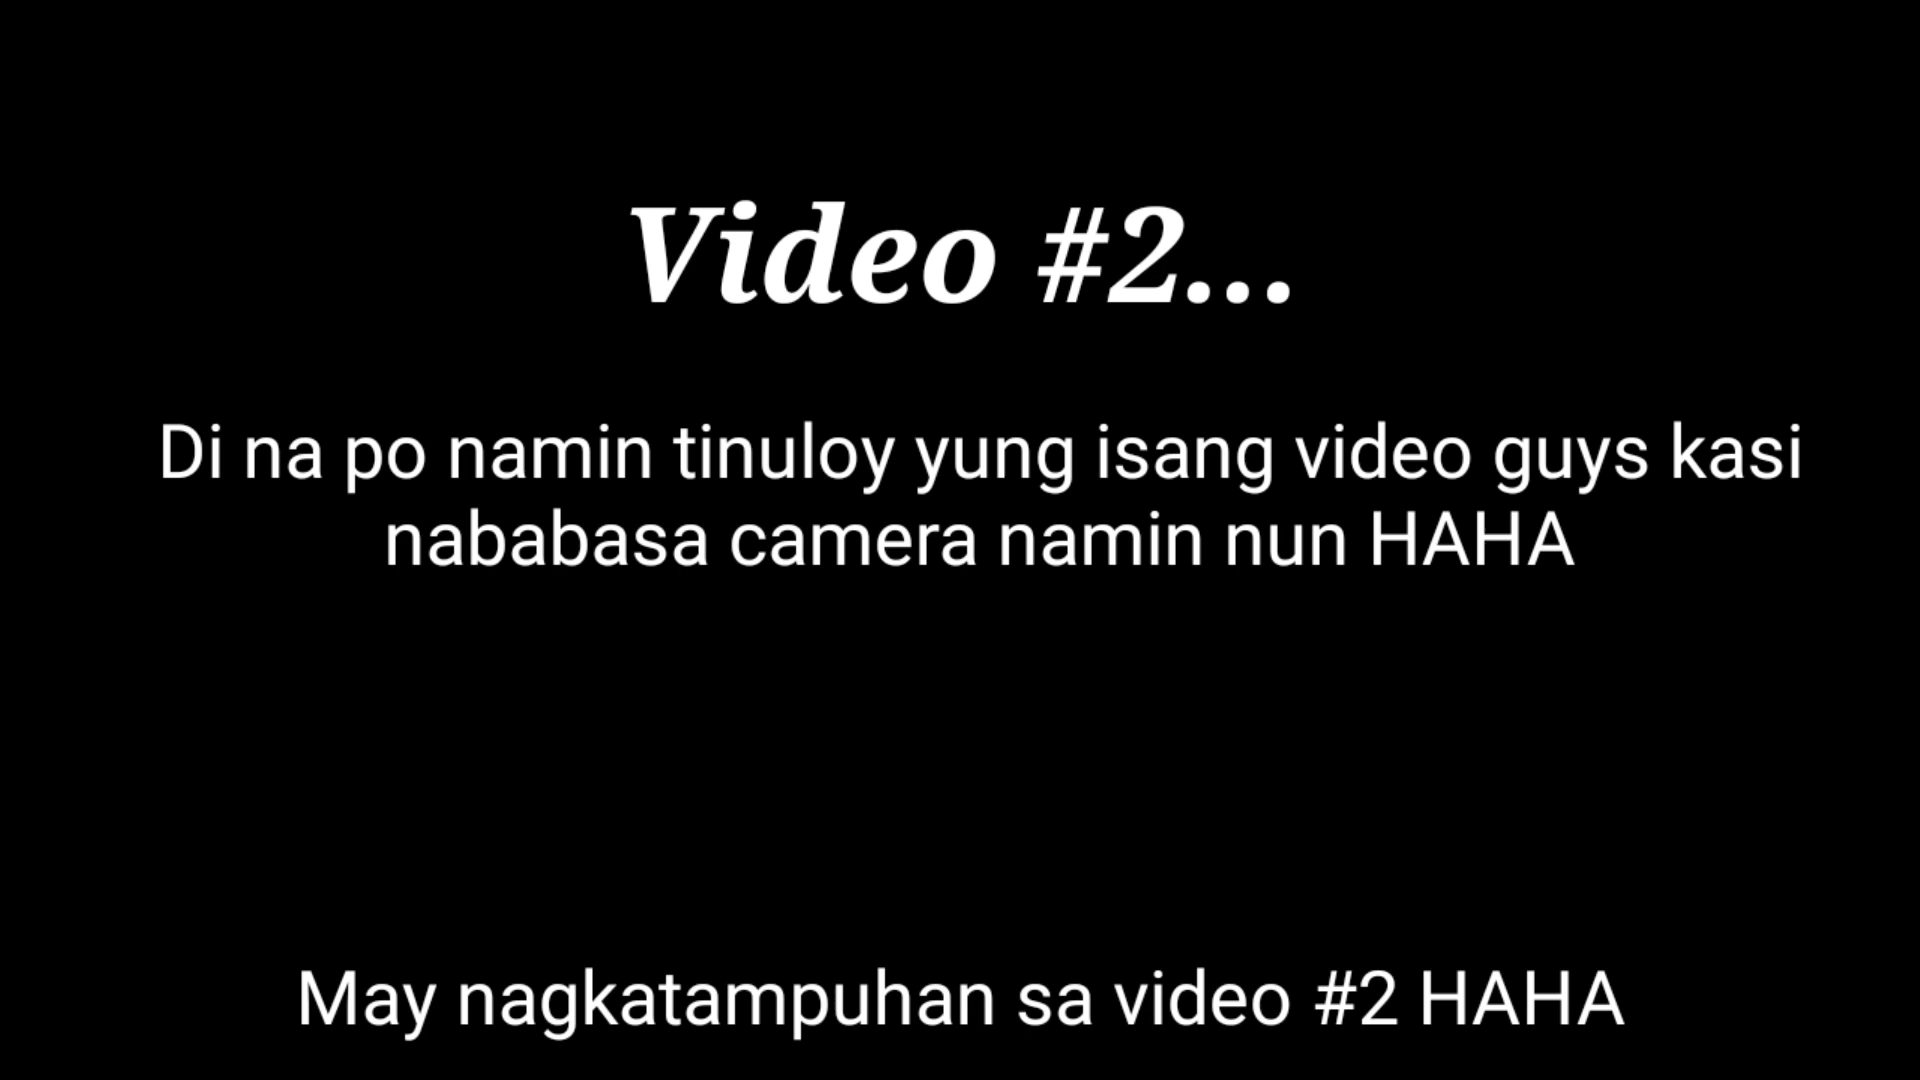 Video #2...
Di na po namin tinuloy yung isang video guys kasi
nababasa camera namin nun HAHA
May nagkatampuhan sa video #2 HAHA